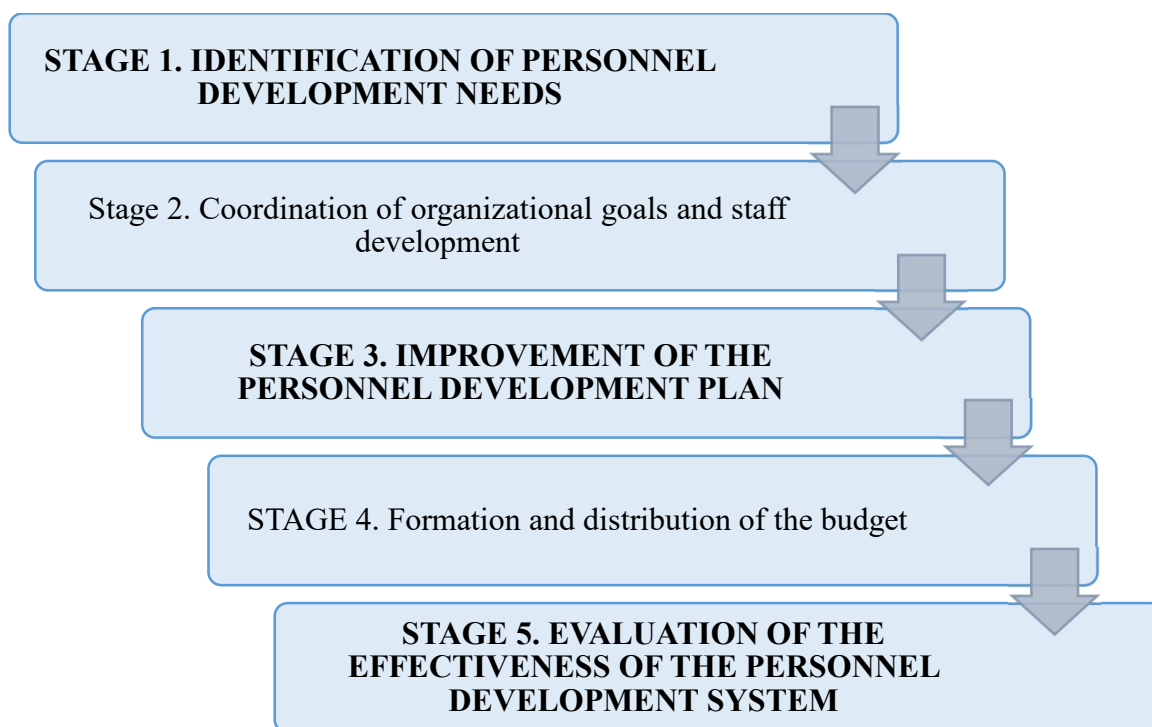 STAGE 1. IDENTIFICATION OF PERSONNEL
DEVELOPMENT NEEDS
Stage 2. Coordination of organizational goals and staff
development
STAGE 3. IMPROVEMENT OF THE
PERSONNEL DEVELOPMENT PLAN
STAGE 4. Formation and distribution of the budget
STAGE 5. EVALUATION OF THE
EFFECTIVENESS OF THE PERSONNEL
DEVELOPMENT SYSTEM